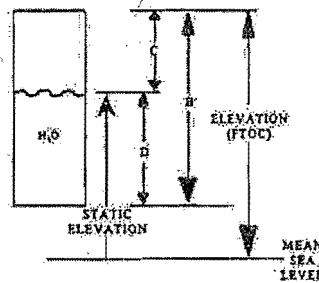 C
B
ELEVATION
(FTOC)
H₂O
D
STATIC
ELEVATION
MEAN
SEA
LEVEL